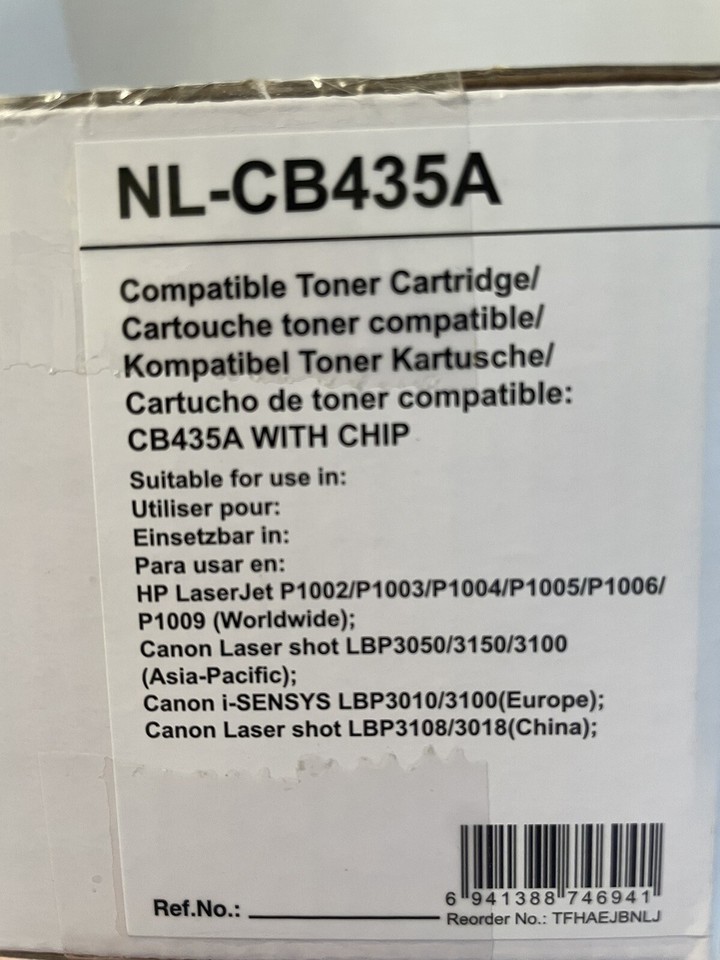 NL-CB435A
Compatible Toner Cartridge/
Cartouche toner compatible/
Kompatibel Toner Kartusche/
Cartucho de toner compatible:
CB435A WITH CHIP
Suitable for use in:
Utiliser pour:
Einsetzbar in:
Para usar en:
HP LaserJet P1002/P1003/P1004/P1005/P1006/
P1009 (Worldwide);
Canon Laser shot LBP3050/3150/3100
(Asia-Pacific);
Canon i-SENSYS LBP3010/3100(Europe);
Canon Laser shot LBP3108/3018(China);
6 941388 746941
Ref.No.:
Reorder No.: TFHAEJBNLJ